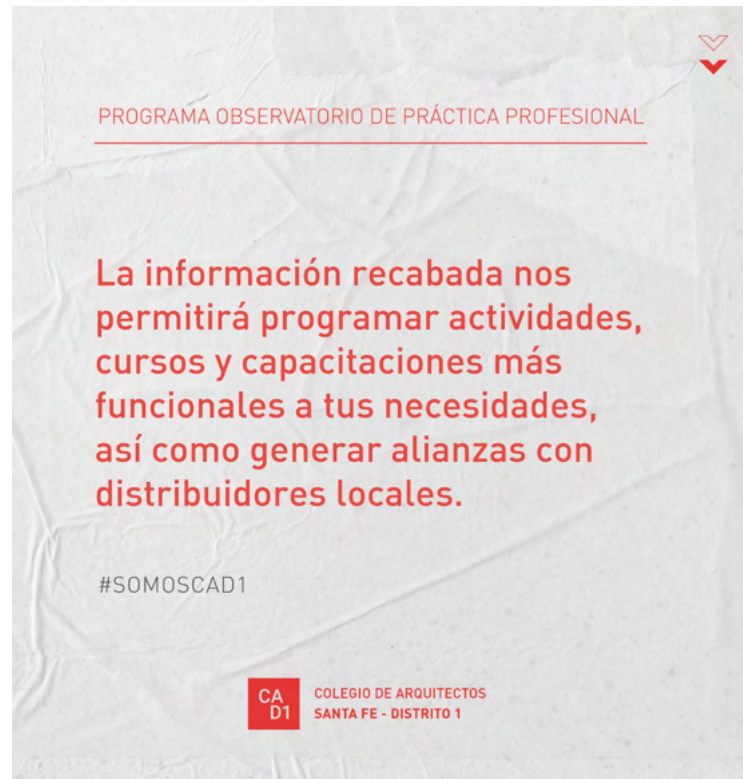 PROGRAMA OBSERVATORIO DE PRÁCTICA PROFESIONAL
La información recabada nos
permitirá programar actividades,
cursos y capacitaciones más
funcionales a tus necesidades,
así como generar alianzas con
distribuidores locales.
#SOMOSCAD1
CA
D1
COLEGIO DE ARQUITECTOS
SANTA FE - DISTRITO 1